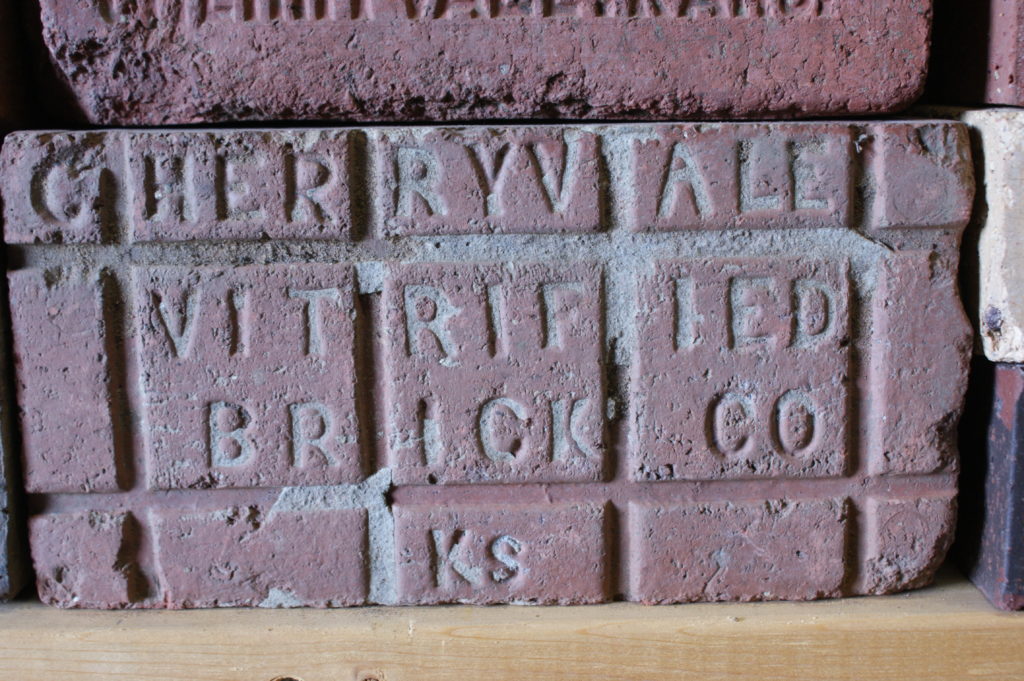 CHERRYVALE
VITRIFIED
BRICK CO
KS